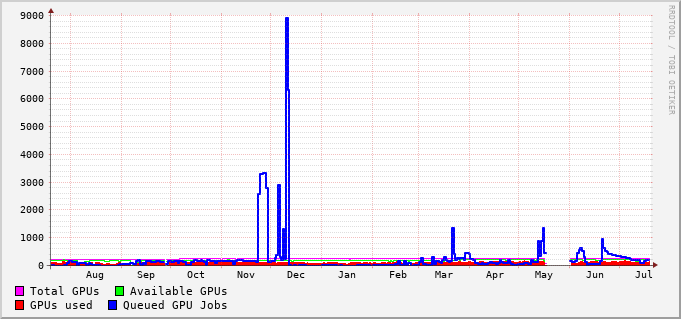 RRDTOOL / TOBI OETIKER
9000
8000
7000
6000
5000
4000
3000
2000
1000
0
Aug Sep Oct Nov Dec Jan Feb Mar Apr May Jun Jul
Total GPUs Available GPUs
GPUs used Queued GPU Jobs